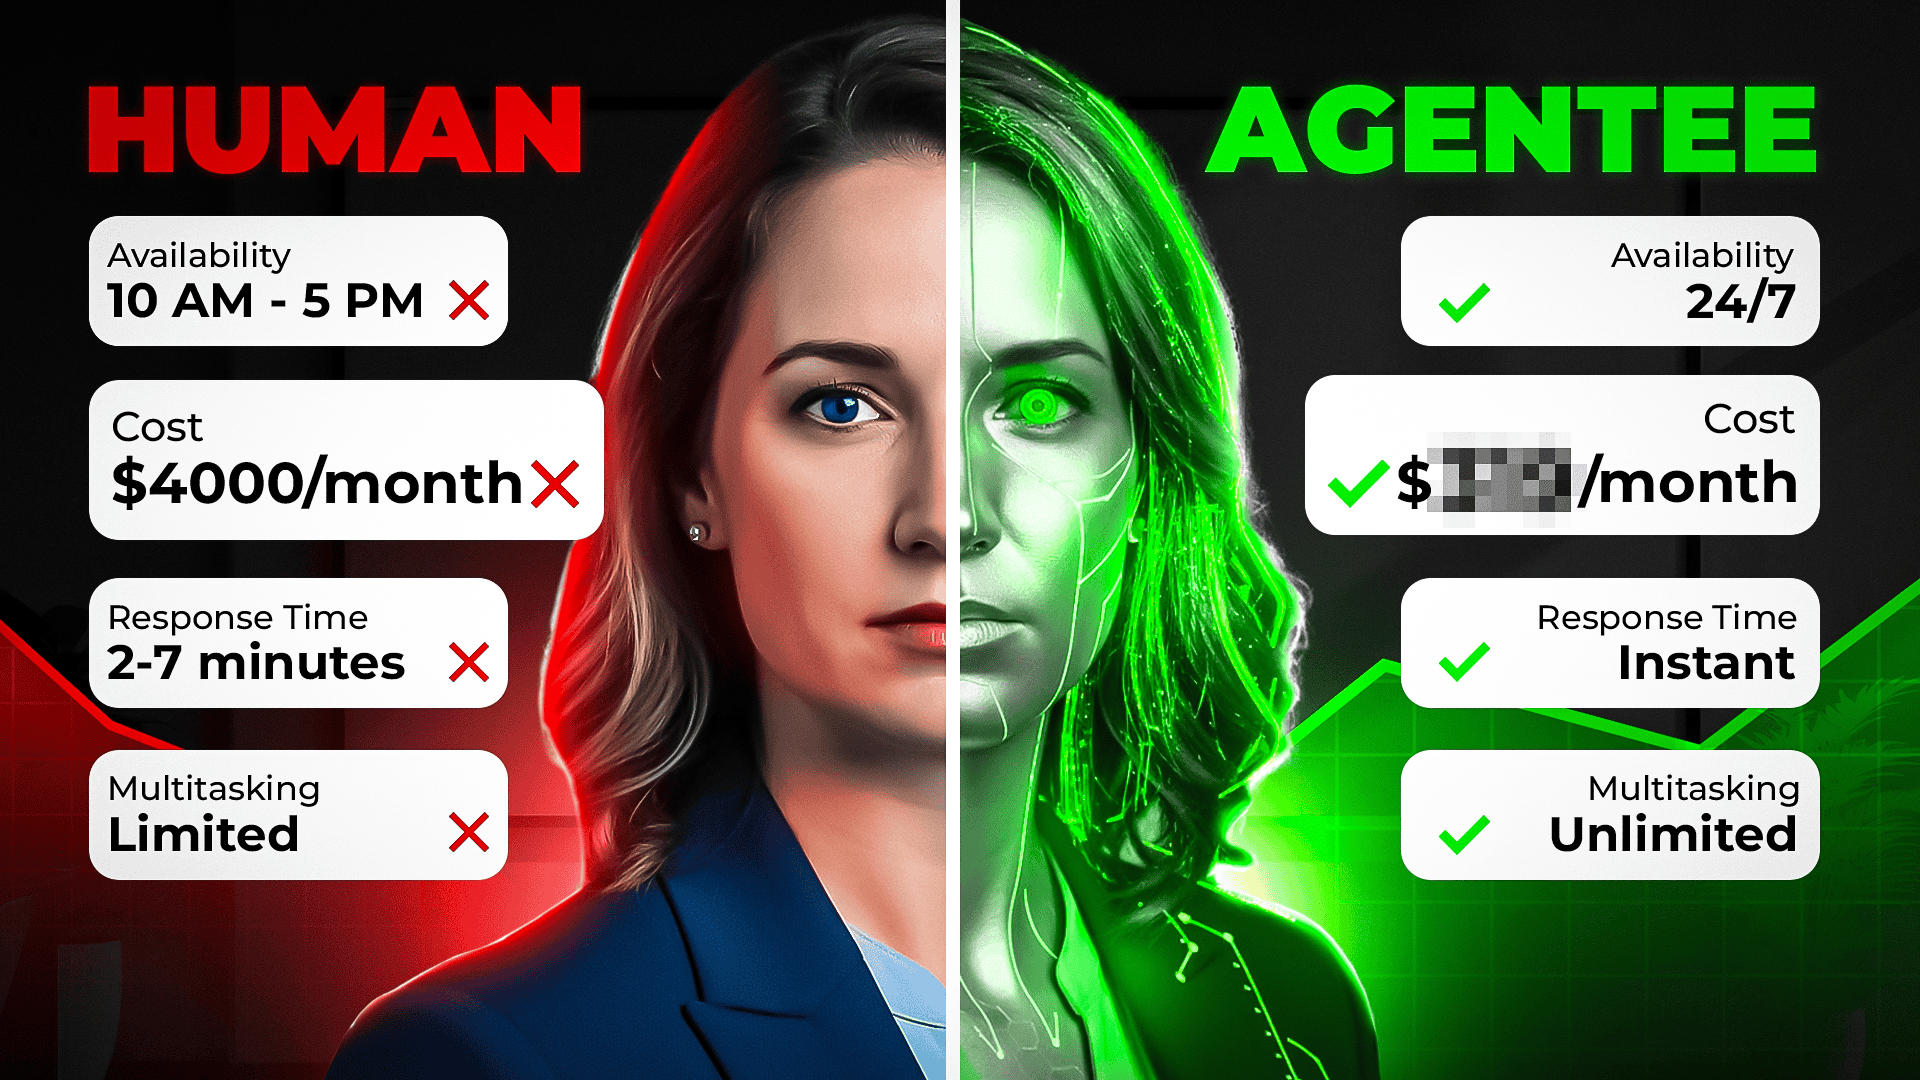 HUMAN
Availability
10 AM - 5 PM
Cost
$4000/month
Response Time
2-7 minutes
Multitasking
Limited
AGENTEE
Availability
24/7
Cost
$ /month
Response Time
Instant
Multitasking
Unlimited